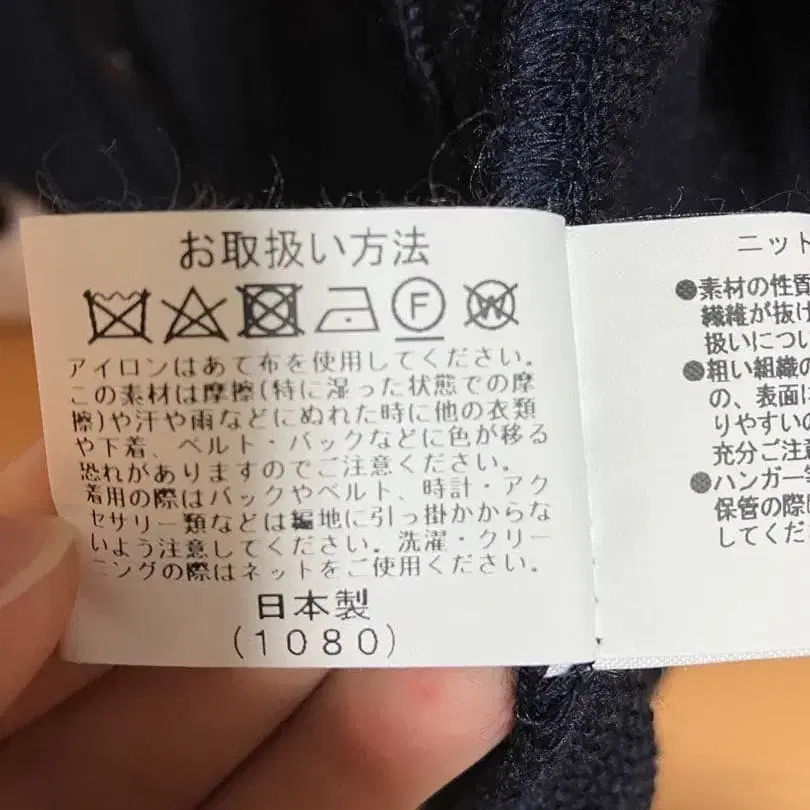 お取扱い方法
F W
アイロンはあて布を使用してください。
この素材は摩擦(特に湿った状態での摩
擦)や汗や雨などにぬれた時に他の衣類
や下着、ベルト・バックなどに色が移る
恐れがありますのでご注意ください。
着用の際はバックやベルト、時計・アク
セサリー類などは編地に引っ掛かからな
いよう注意してください。洗濯・クリー
ニングの際はネットをご使用ください。
日本製
(1080)
ニット
●素材の性質
繊維が抜け
扱いについ
●粗い組織の
の、表面に
りやすいの
充分ご注意
●ハンガー
保管の際
してくだ